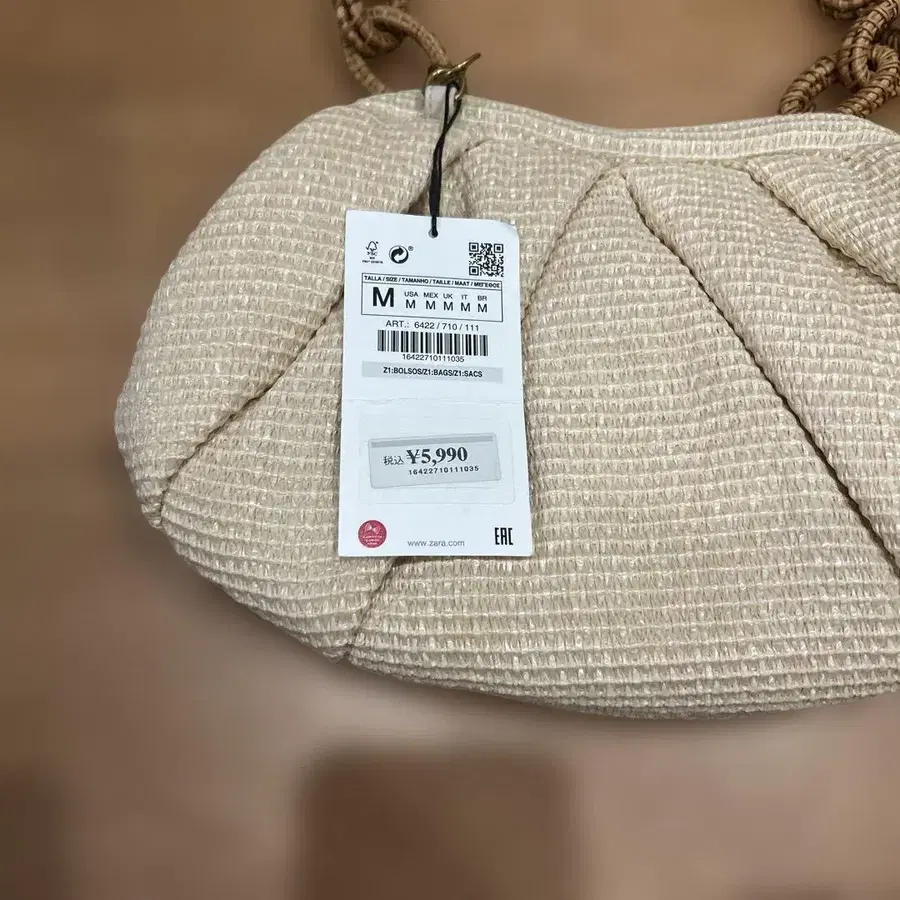 FSC
®
TALLA / SIZE / TAMANHO / TAILLE / MAAT / ΜΕΓΕΘΟΣ
M USA MEX UK IT BR
M M M M M
ART.: 6422 / 710 / 111
16422710111035
Z1:BOLSOS/Z1:BAGS/Z1:SACS
税込 ¥5,990
16422710111035
www.zara.com
EAC